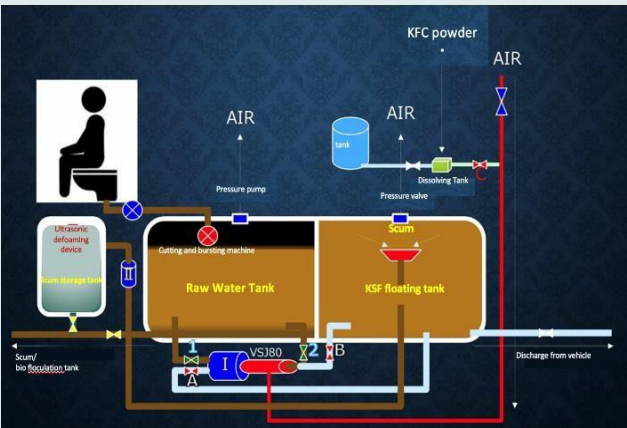 KFC powder
AIR
AIR
AIR
tank
Dissolving Tank
C
Pressure pump
Pressure valve
Ultrasonic
defoaming
device
Scum storage tank
Cutting and bursting machine
Scum
Raw Water Tank
KSF floating tank
II
1
VSJ80
2
B
I
A
Scum/
bio floculation tank
Discharge from vehicle